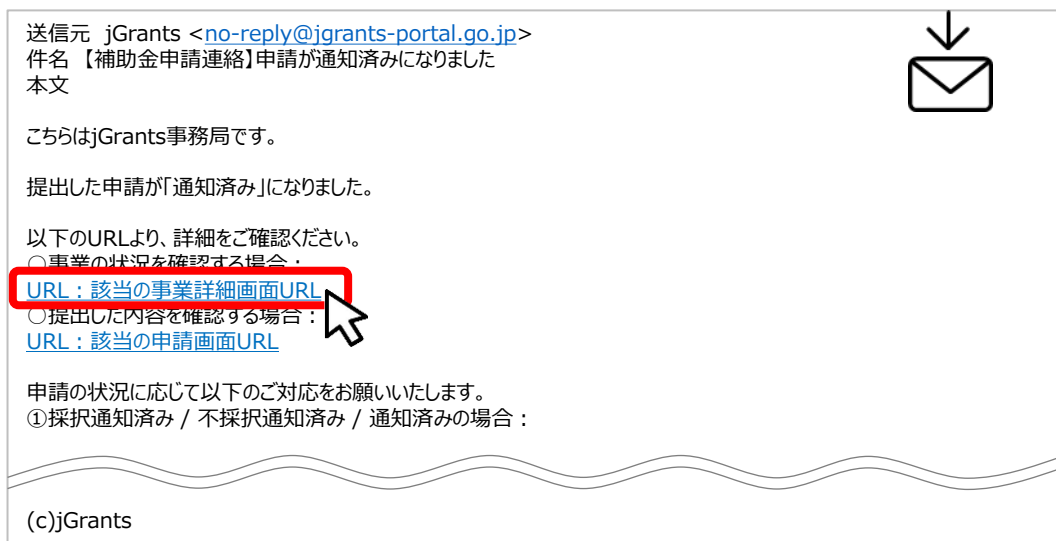 送信元 jGrants <no-reply@jgrants-portal.go.jp>
件名 【補助金申請連絡】申請が通知済みになりました
本文
こちらはjGrants事務局です。
提出した申請が「通知済み」になりました。
以下のURLより、詳細をご確認ください。
○事業の状況を確認する場合：
URL：該当の事業詳細画面URL
○提出した内容を確認する場合：
URL：該当の申請画面URL
申請の状況に応じて以下のご対応をお願いいたします。
①採択通知済み / 不採択通知済み / 通知済みの場合：
(c)jGrants